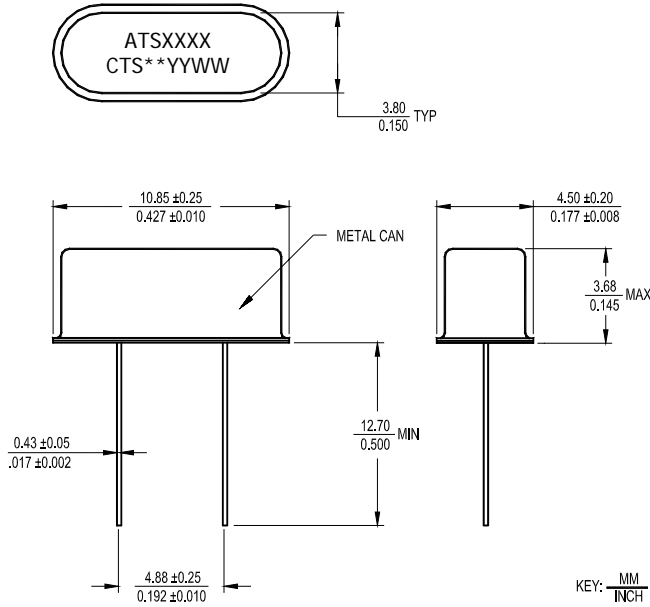 ATSXXXX
CTS**YYWW
3.80
0.150
TYP
10.85 ±0.25
0.427 ±0.010
4.50 ±0.20
0.177 ±0.008
METAL CAN
3.68
0.145
MAX
12.70
0.500
MIN
0.43 ±0.05
.017 ±0.002
4.88 ±0.25
0.192 ±0.010
KEY: MM
INCH